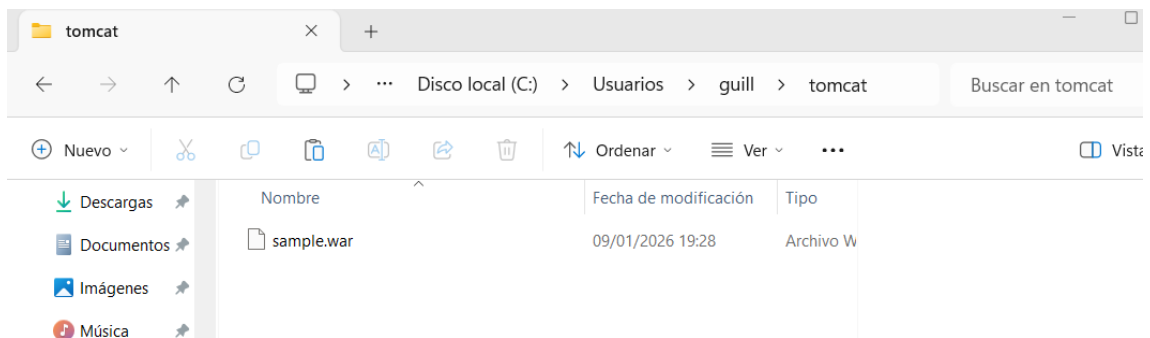 tomcat
Disco local (C:) > Usuarios > guill > tomcat
Buscar en tomcat
Nuevo
Ordenar
Ver
Descargas
Documentos
Imágenes
Música
Nombre Fecha de modificación Tipo
sample.war 09/01/2026 19:28 Archivo W